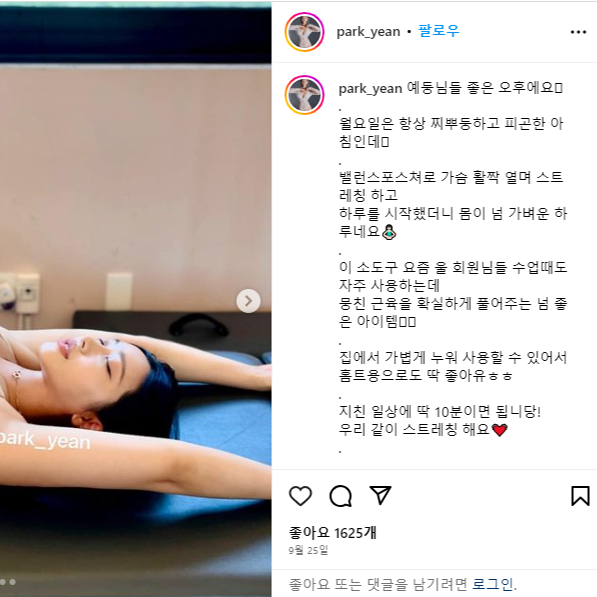 park_yean • 팔로우
park_yean 예둥님들 좋은 오후에요
.
월요일은 항상 찌뿌둥하고 피곤한 아
침인데
.
밸런스포스쳐로 가슴 활짝 열며 스트
레칭 하고
하루를 시작했더니 몸이 넘 가벼운 하
루네요
.
이 소도구 요즘 울 회원님들 수업때도
자주 사용하는데
뭉친 근육을 확실하게 풀어주는 넘 좋
은 아이템
.
집에서 가볍게 누워 사용할 수 있어서
홈트용으로도 딱 좋아유ㅎㅎ
.
지친 일상에 딱 10분이면 됩니당!
우리 같이 스트레칭 해요❤️
.
park_yean
좋아요 1625개
9월 25일
좋아요 또는 댓글을 남기려면 로그인.